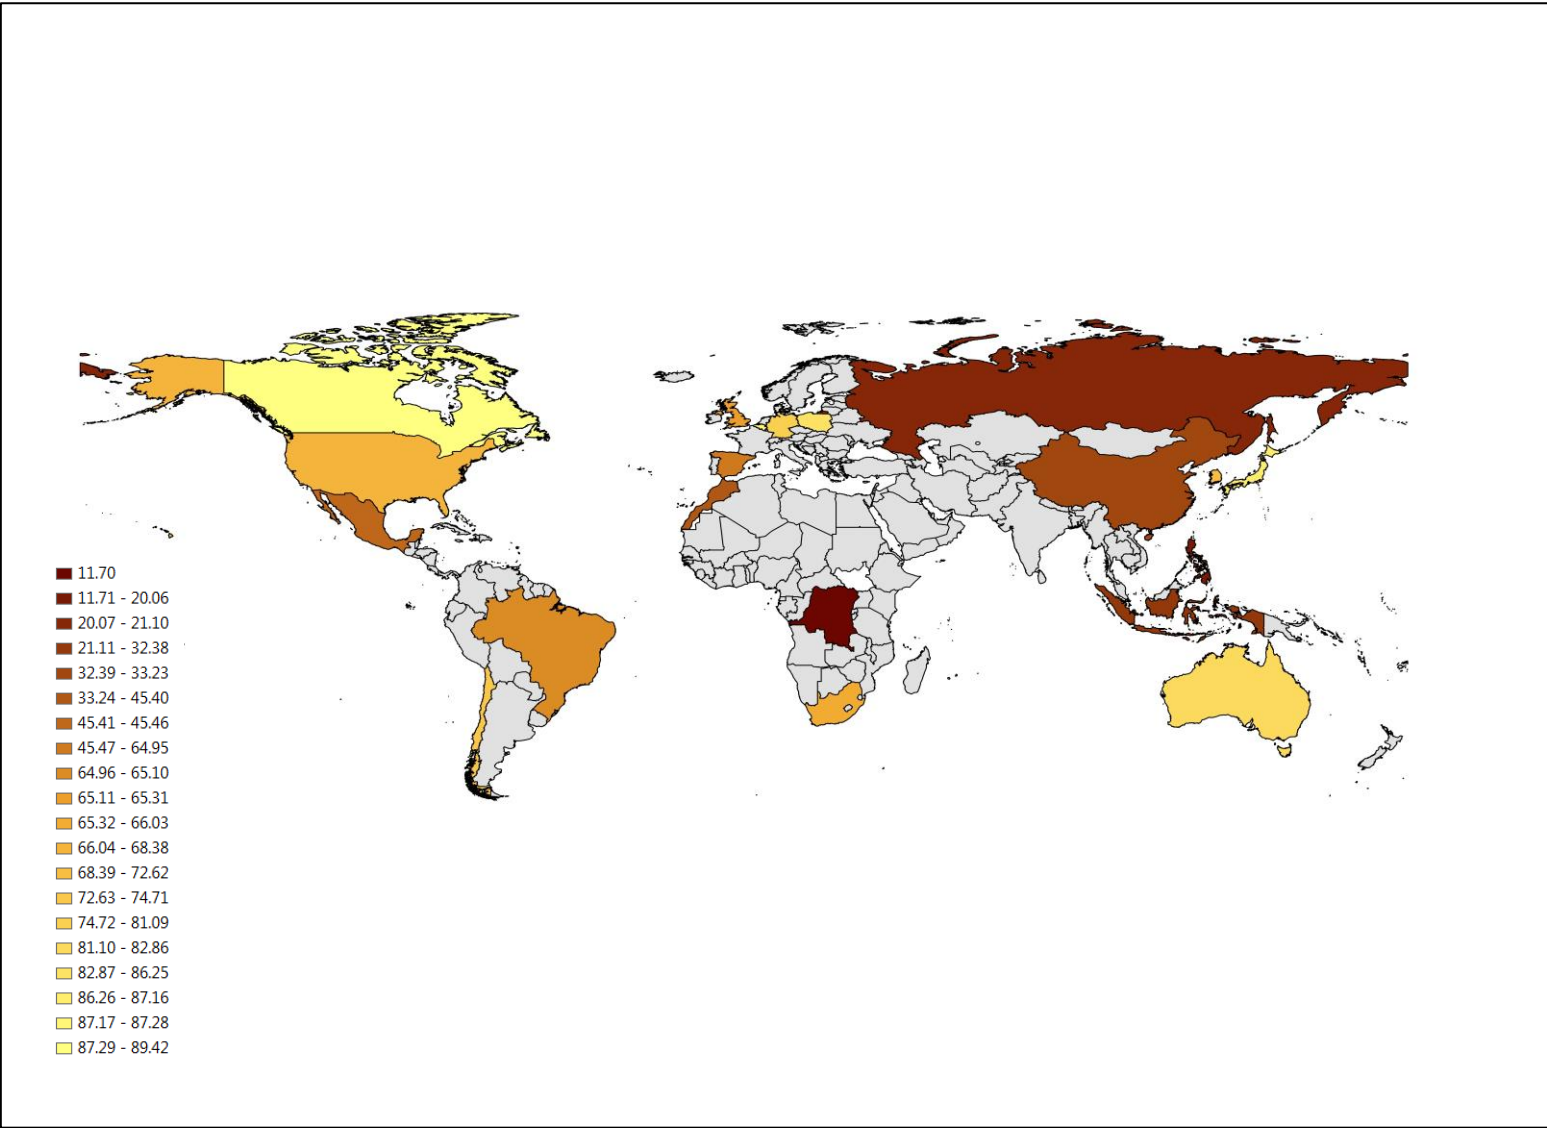 11.70
11.71 - 20.06
20.07 - 21.10
21.11 - 32.38
32.39 - 33.23
33.24 - 45.40
45.41 - 45.46
45.47 - 64.95
64.96 - 65.10
65.11 - 65.31
65.32 - 66.03
66.04 - 68.38
68.39 - 72.62
72.63 - 74.71
74.72 - 81.09
81.10 - 82.86
82.87 - 86.25
86.26 - 87.16
87.17 - 87.28
87.29 - 89.42